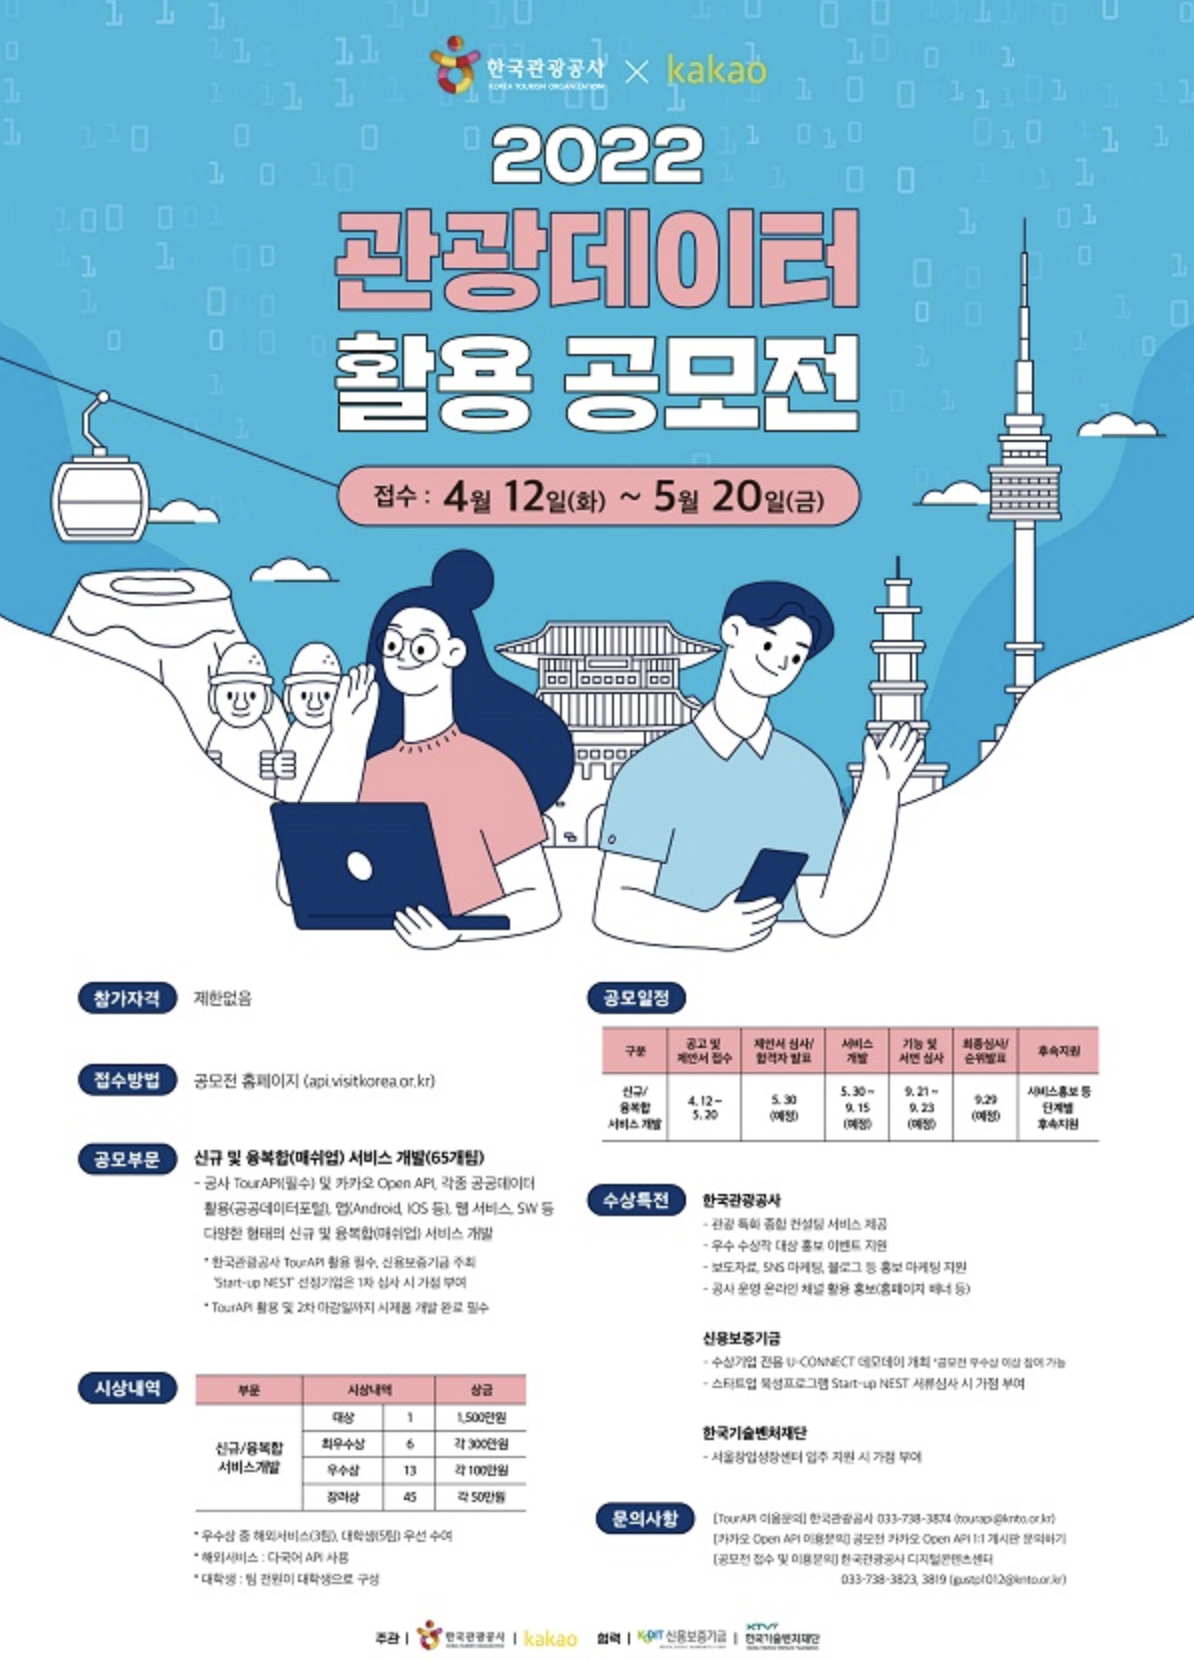 한국관광공사 × kakao
KOREA TOURISM ORGANIZATION
2022
관광데이터
활용 공모전
접수 : 4월 12일(화) ~ 5월 20일(금)
참가자격 제한없음
접수방법 공모전 홈페이지 (api.visitkorea.or.kr)
공모부문 신규 및 융복합(매쉬업) 서비스 개발(65개팀)
- 공사 TourAPI(필수) 및 카카오 Open API, 각종 공공데이터
활용(공공데이터포털), 앱(Android, IOS 등), 웹 서비스, SW 등
다양한 형태의 신규 및 융복합(매쉬업) 서비스 개발
* 한국관광공사 TourAPI 활용 필수, 신용보증기금 주최
'Start-up NEST' 선정기업은 1차 심사 시 가점 부여
* TourAPI 활용 및 2차 마감일까지 시제품 개발 완료 필수
시상내역
부문 시상내역 상금
신규/융복합
서비스개발
대상 1 1,500만원
최우수상 6 각 300만원
우수상 13 각 100만원
장려상 45 각 50만원
* 우수상 중 해외서비스(3팀), 대학생(5팀) 우선 수여
* 해외서비스 : 다국어 API 사용
* 대학생 : 팀 전원이 대학생으로 구성
공모일정
구분
공고 및
제안서 접수
제안서 심사/
합격자 발표
서비스
개발
기능 및
서면 심사
최종심사/
순위발표
후속지원
신규/
융복합
서비스 개발
4. 12 ~
5. 20
5. 30
(예정)
5. 30 ~
9. 15
(예정)
9. 21 ~
9. 23
(예정)
9.29
(예정)
서비스홍보 등
단계별
후속지원
수상특전 한국관광공사
- 관광 특화 종합 컨설팅 서비스 제공
- 우수 수상작 대상 홍보 이벤트 지원
- 보도자료, SNS 마케팅, 블로그 등 홍보 마케팅 지원
- 공사 운영 온라인 채널 활용 홍보(홈페이지 배너 등)
신용보증기금
- 수상기업 전용 U-CONNECT 데모데이 개최 *공모전 우수상 이상 참여 가능
- 스타트업 육성프로그램 Start-up NEST 서류심사 시 가점 부여
한국기술벤처재단
- 서울창업성장센터 입주 지원 시 가점 부여
문의사항 [TourAPI 이용문의] 한국관광공사 033-738-3874 (tourapi@knto.or.kr)
[카카오 Open API 이용문의] 공모전 카카오 Open API 1:1 게시판 문의하기
[공모전 접수 및 이용문의] 한국관광공사 디지털콘텐츠센터
033-738-3823, 3819 (gustp1012@knto.or.kr)
주관 | 한국관광공사 | kakao 협력 | KODIT 신용보증기금 | KTVF 한국기술벤처재단